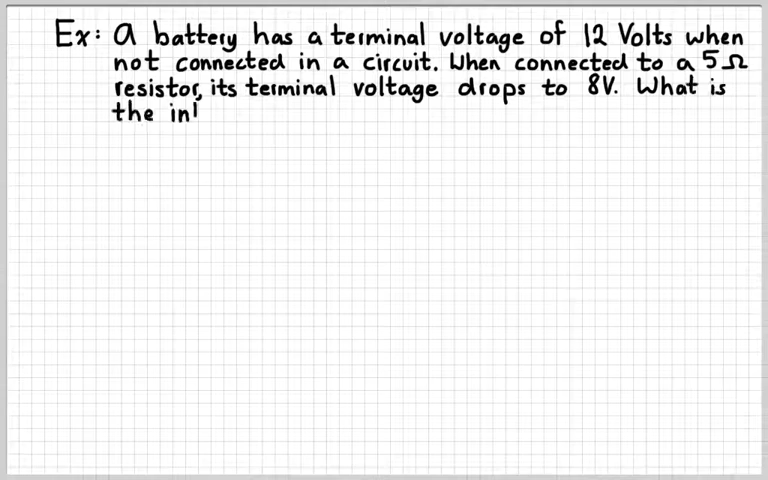 Ex: A battery has a terminal voltage of 12 Volts when
not connected in a circuit. When connected to a 5Ω
resistor, its terminal voltage drops to 8V. What is
the in